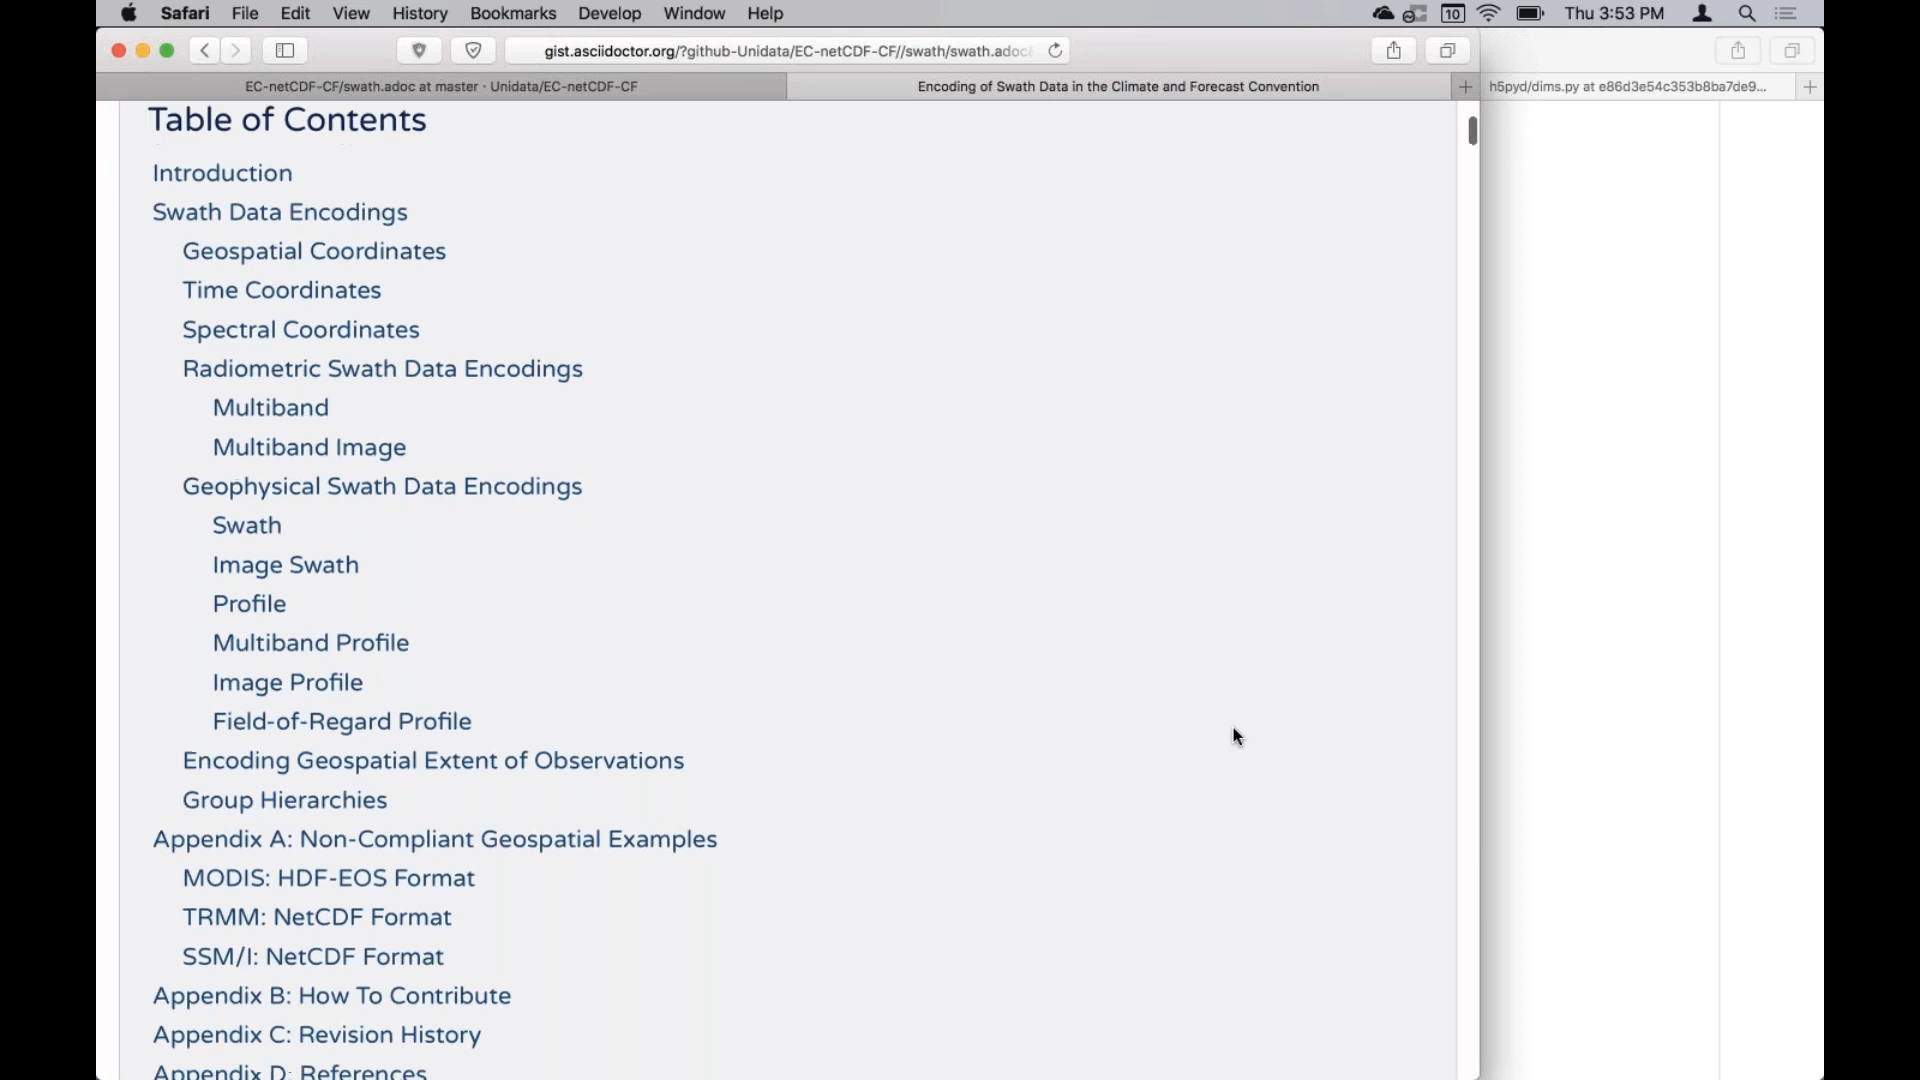 Safari File Edit View History Bookmarks Develop Window Help 10 Thu 3:53 PM
gist.asciidoctor.org/?github-Unidata/EC-netCDF-CF//swath/swath.adoc
EC-netCDF-CF/swath.adoc at master · Unidata/EC-netCDF-CF
Encoding of Swath Data in the Climate and Forecast Convention
h5pyd/dims.py at e86d3e54c353b8ba7de9...
Table of Contents
Introduction
Swath Data Encodings
Geospatial Coordinates
Time Coordinates
Spectral Coordinates
Radiometric Swath Data Encodings
Multiband
Multiband Image
Geophysical Swath Data Encodings
Swath
Image Swath
Profile
Multiband Profile
Image Profile
Field-of-Regard Profile
Encoding Geospatial Extent of Observations
Group Hierarchies
Appendix A: Non-Compliant Geospatial Examples
MODIS: HDF-EOS Format
TRMM: NetCDF Format
SSM/I: NetCDF Format
Appendix B: How To Contribute
Appendix C: Revision History
Appendix D: References